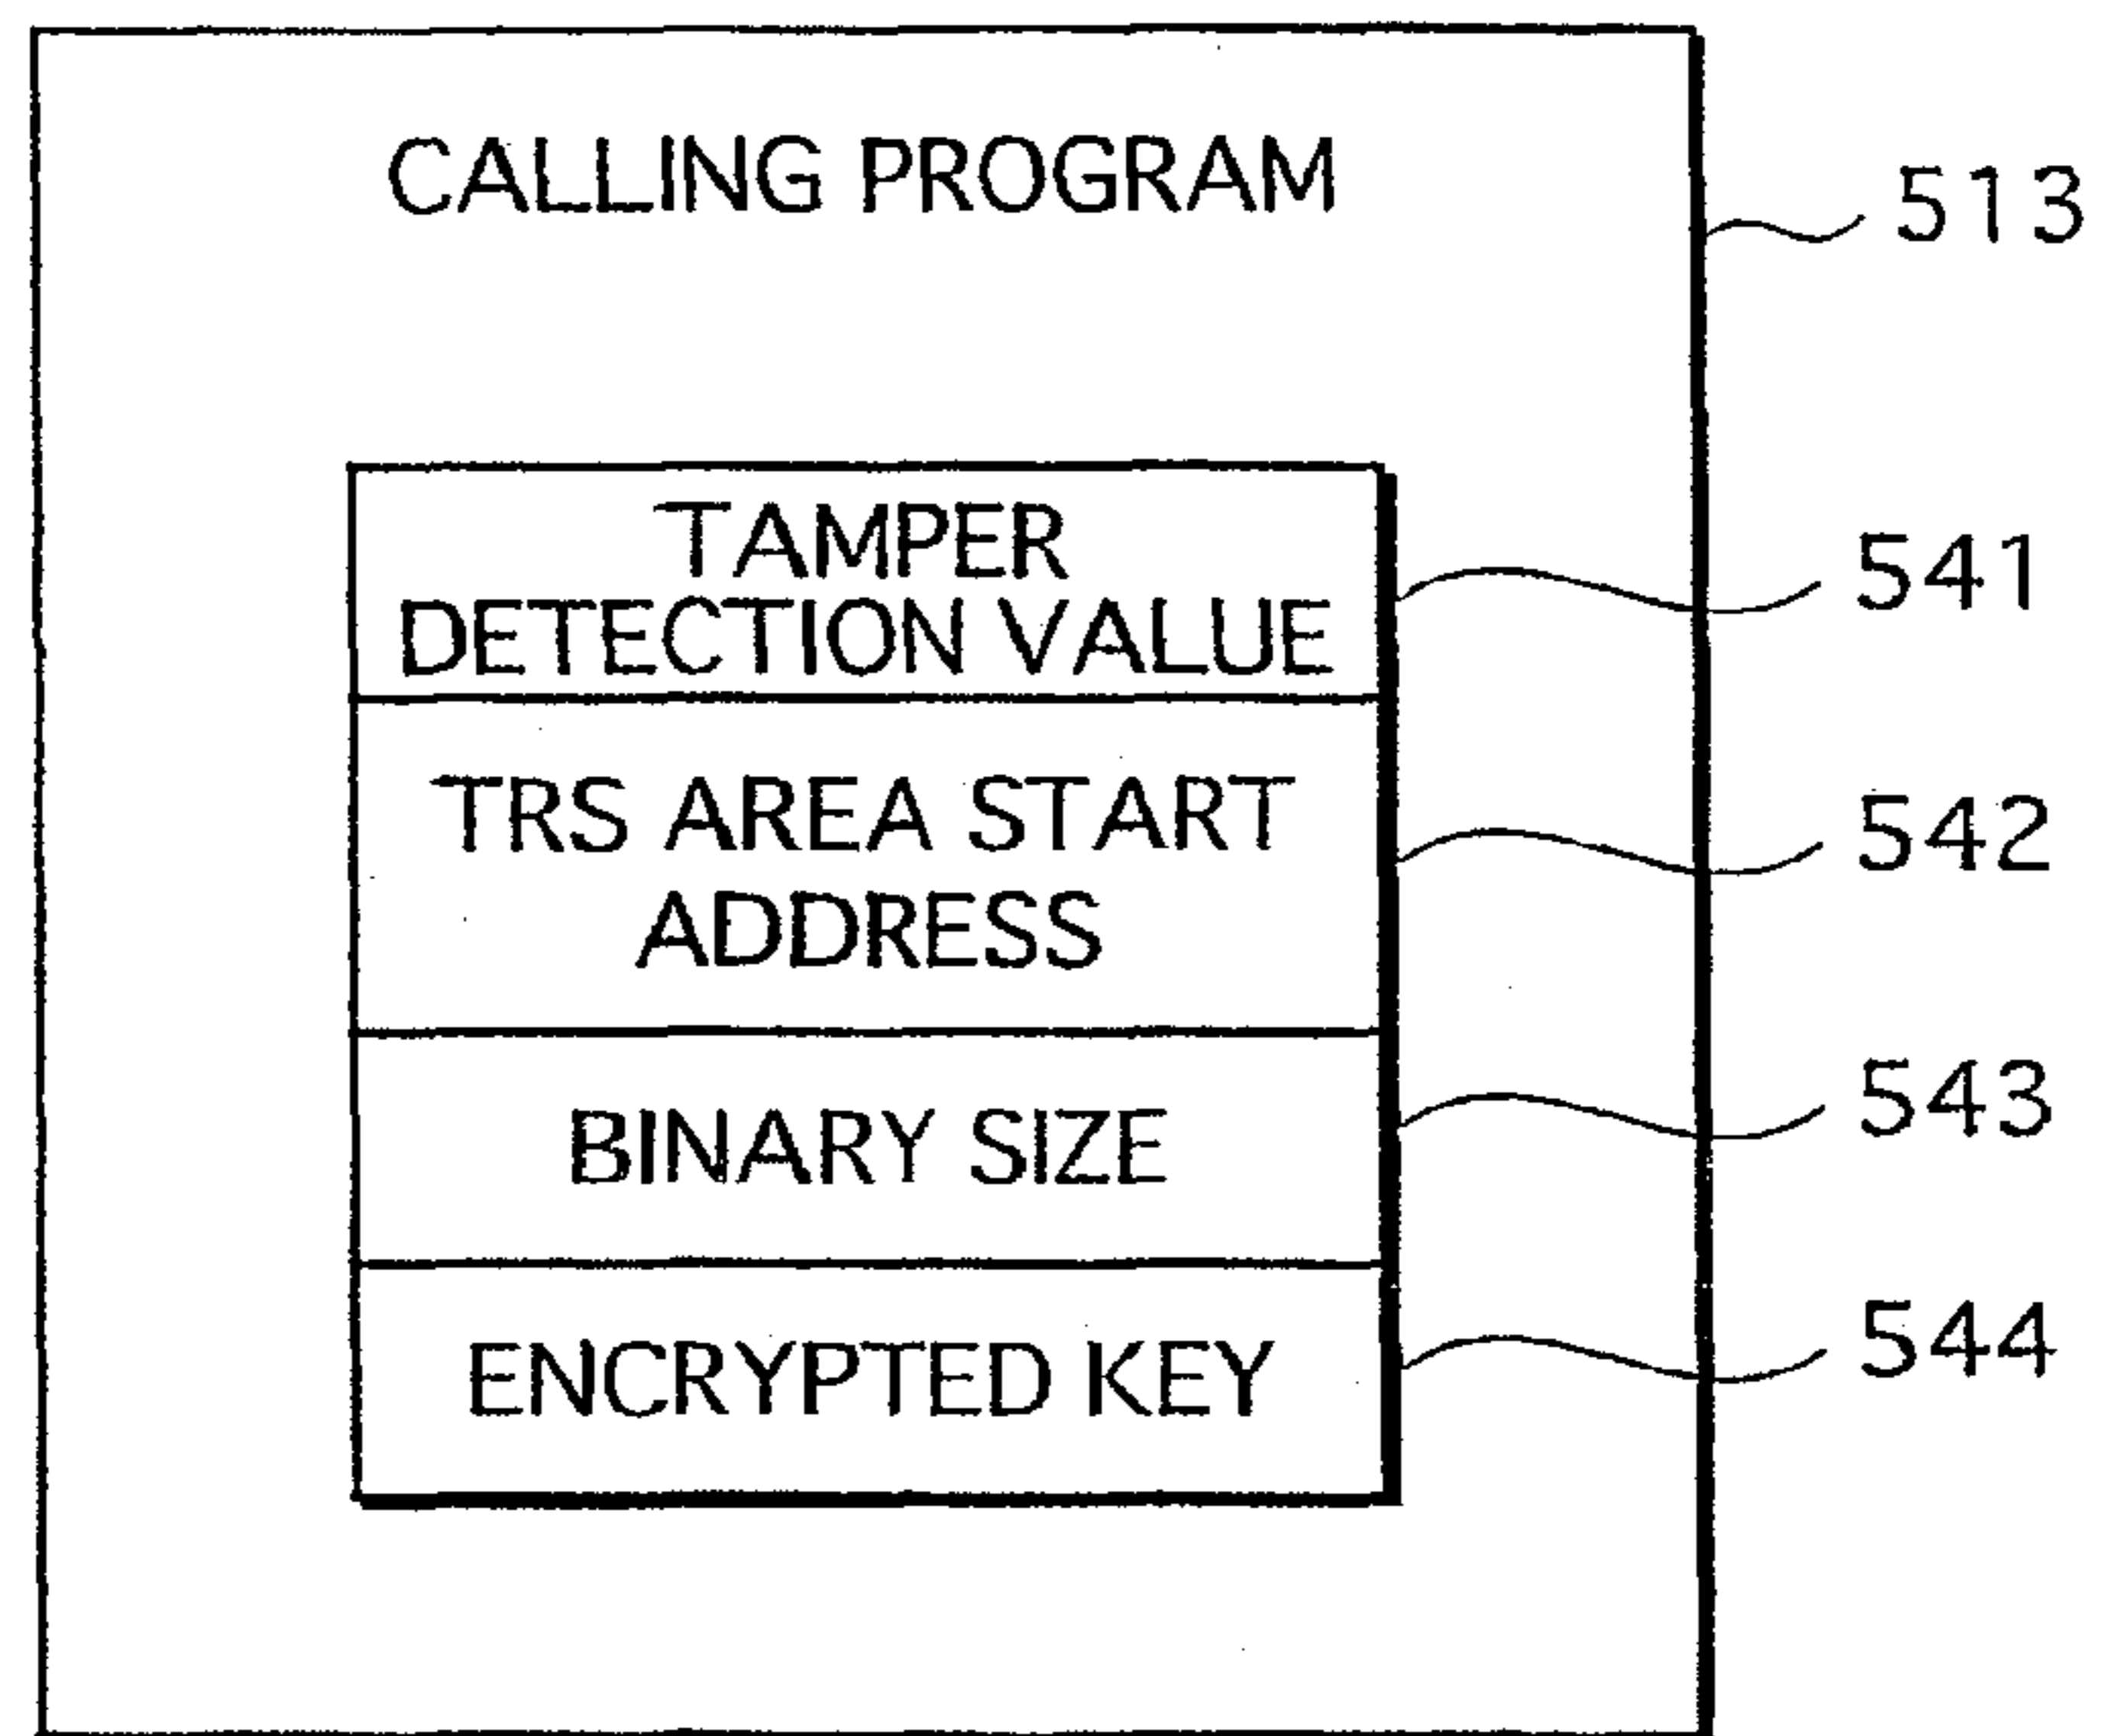 CALLING PROGRAM
513
TAMPER
DETECTION VALUE
541
TRS AREA START
ADDRESS
542
BINARY SIZE
543
ENCRYPTED KEY
544